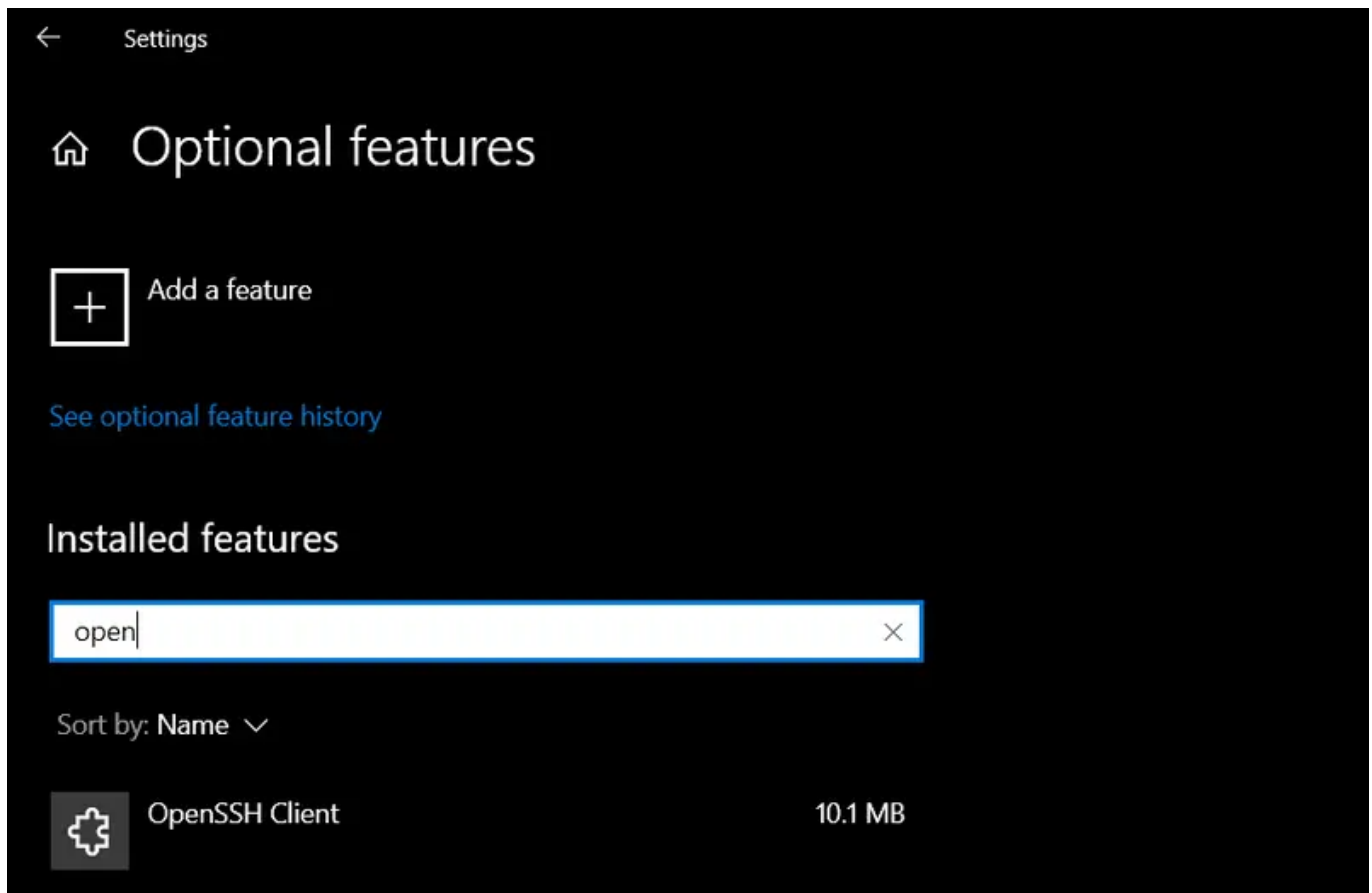 Settings
Optional features
Add a feature
See optional feature history
Installed features
open
Sort by: Name
OpenSSH Client 10.1 MB